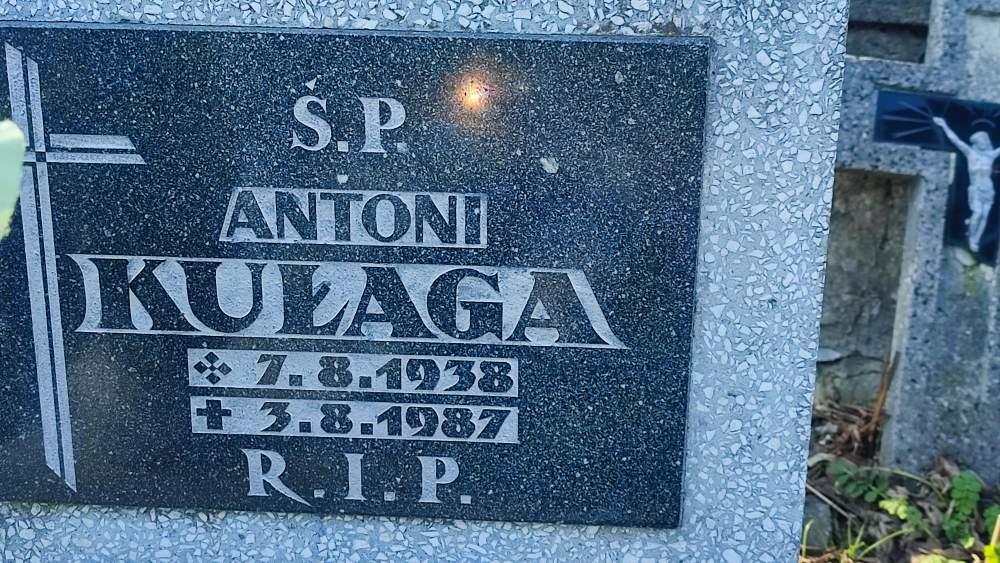 Ś.P.
ANTONI
KUŁAGA
7.8.1938
3.8.1987
R.I.P.